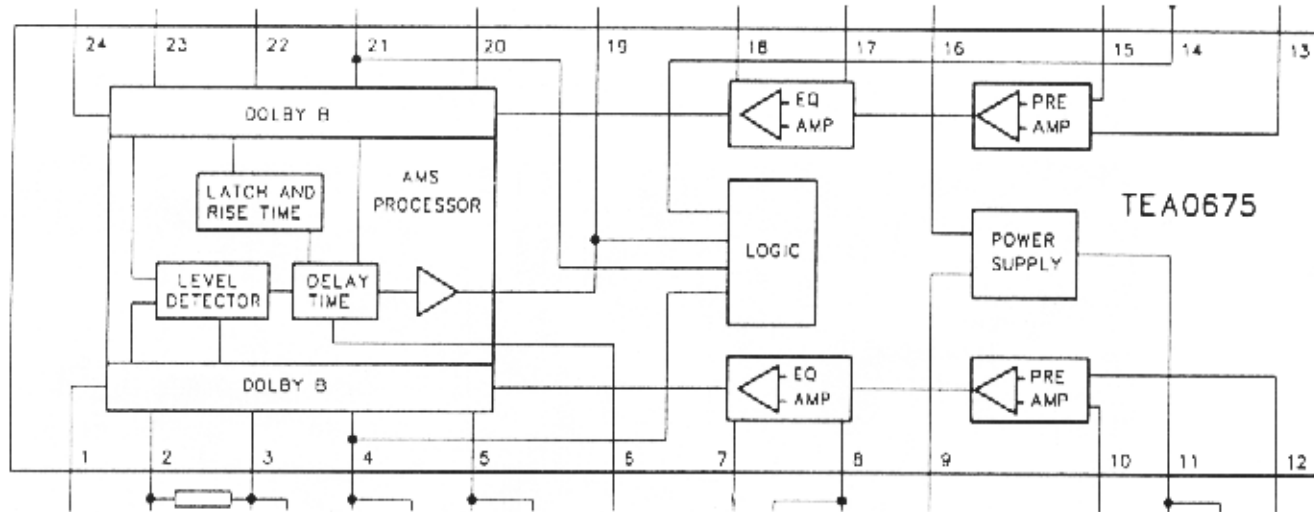 24 23 22 21 20 19 18 17 16 15 14 13
DOLBY B
EQ
AMP
PRE
AMP
LATCH AND
RISE TIME
AMS
PROCESSOR
TEA0675
LOGIC
POWER
SUPPLY
LEVEL
DETECTOR
DELAY
TIME
DOLBY B
EQ
AMP
PRE
AMP
1 2 3 4 5 6 7 8 9 10 11 12